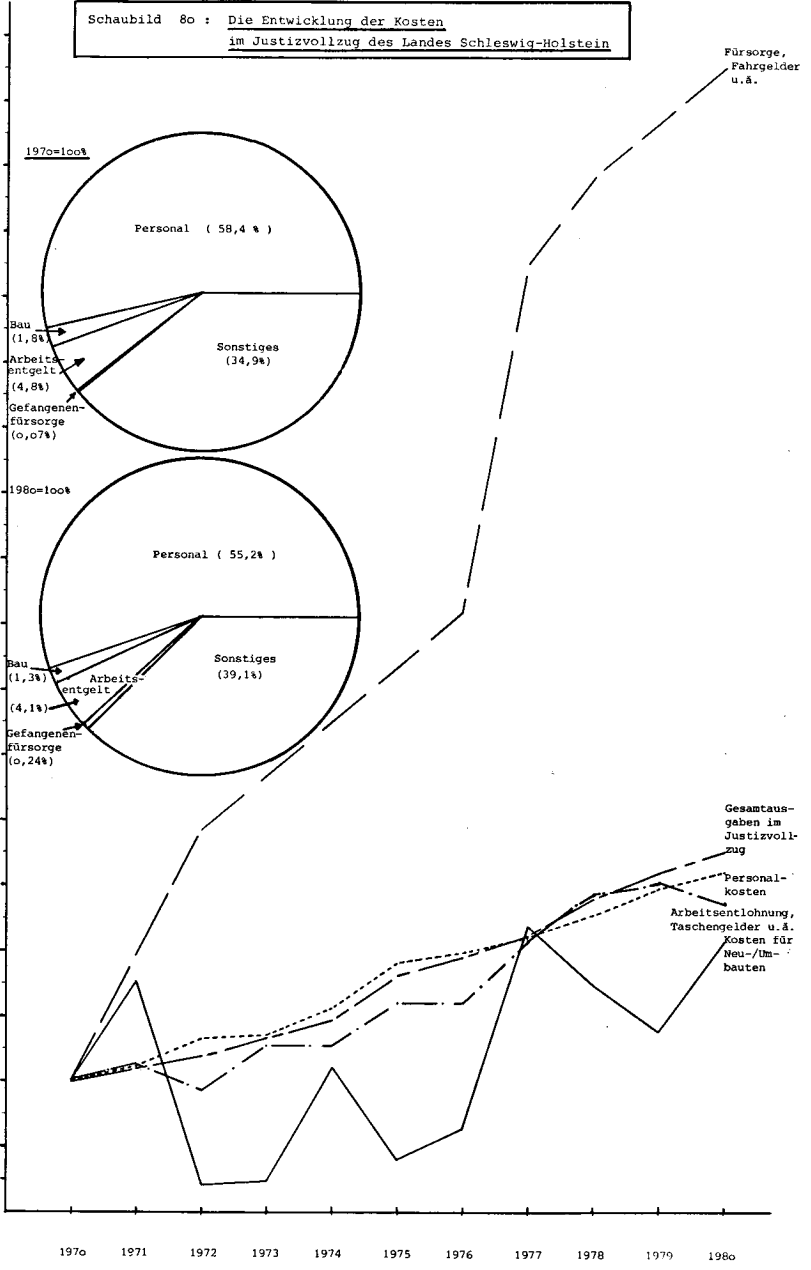 Schaubild 8o : Die Entwicklung der Kosten
im Justizvollzug des Landes Schleswig-Holstein
Fürsorge,
Fahrgelder
u.ä.
197o=1oo%
Personal ( 58,4 % )
Bau
(1,8%)
Arbeits-
entgelt
(4,8%)
Gefangenen-
fürsorge
(o,o7%)
Sonstiges
(34,9%)
198o=1oo%
Personal ( 55,2% )
Bau
(1,3%)
Arbeits-
entgelt
(4,1%)
Gefangenen-
fürsorge
(o,24%)
Sonstiges
(39,1%)
Gesamtaus-
gaben im
Justizvoll-
zug
Personal-
kosten
Arbeitsentlohnung,
Taschengelder u.ä.
Kosten für
Neu-/Um-
bauten
197o 1971 1972 1973 1974 1975 1976 1977 1978 1979 198o